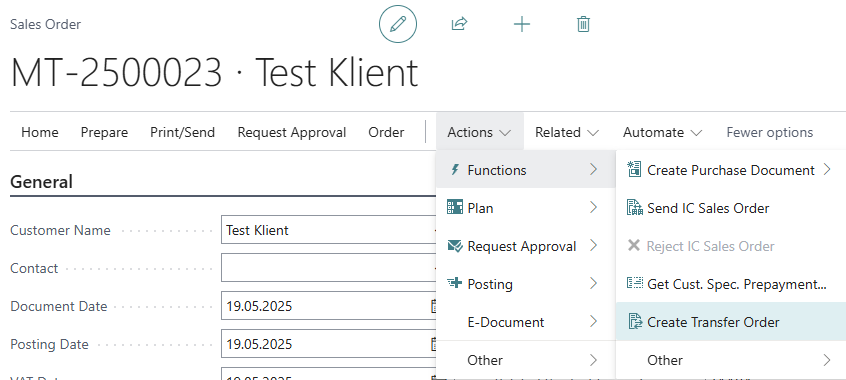 Sales Order
MT-2500023 · Test Klient
Home Prepare Print/Send Request Approval Order Actions Related Automate Fewer options
General
Customer Name Test Klient
Contact
Document Date 19.05.2025
Posting Date 19.05.2025
VAT Date 19.05.2025
Functions
Plan
Request Approval
Posting
E-Document
Other
Create Purchase Document
Send IC Sales Order
Reject IC Sales Order
Get Cust. Spec. Prepayment...
Create Transfer Order
Other